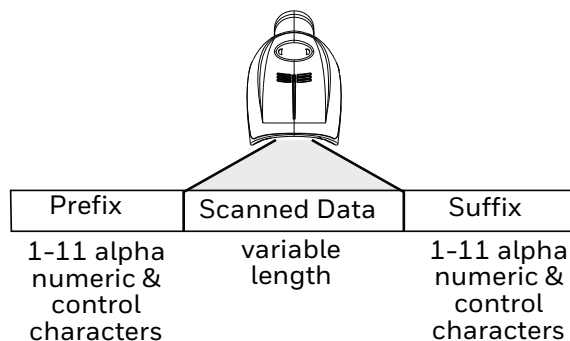 Prefix
Scanned Data
Suffix
1-11 alpha
numeric &
control
characters
variable
length
1-11 alpha
numeric &
control
characters